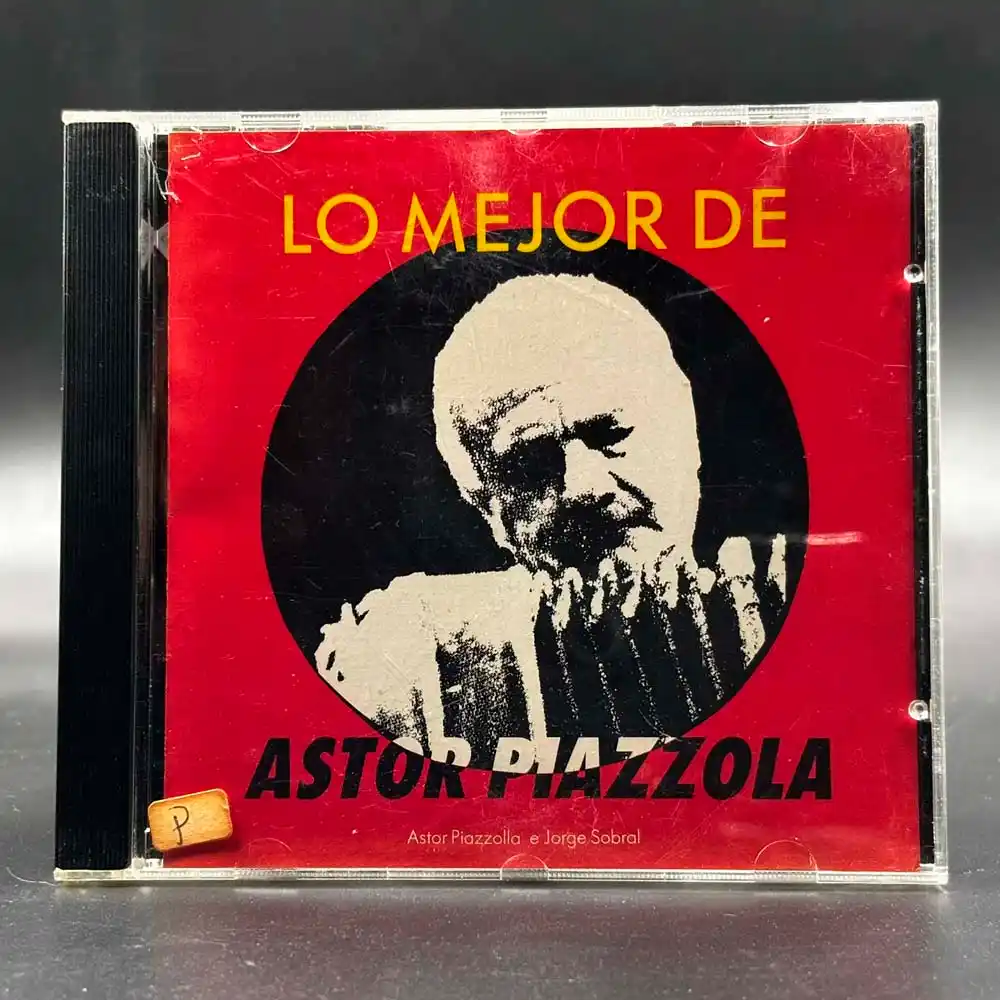 LO MEJOR DE
ASTOR PIAZZOLA
P
Astor Piazzolla e Jorge Sobral